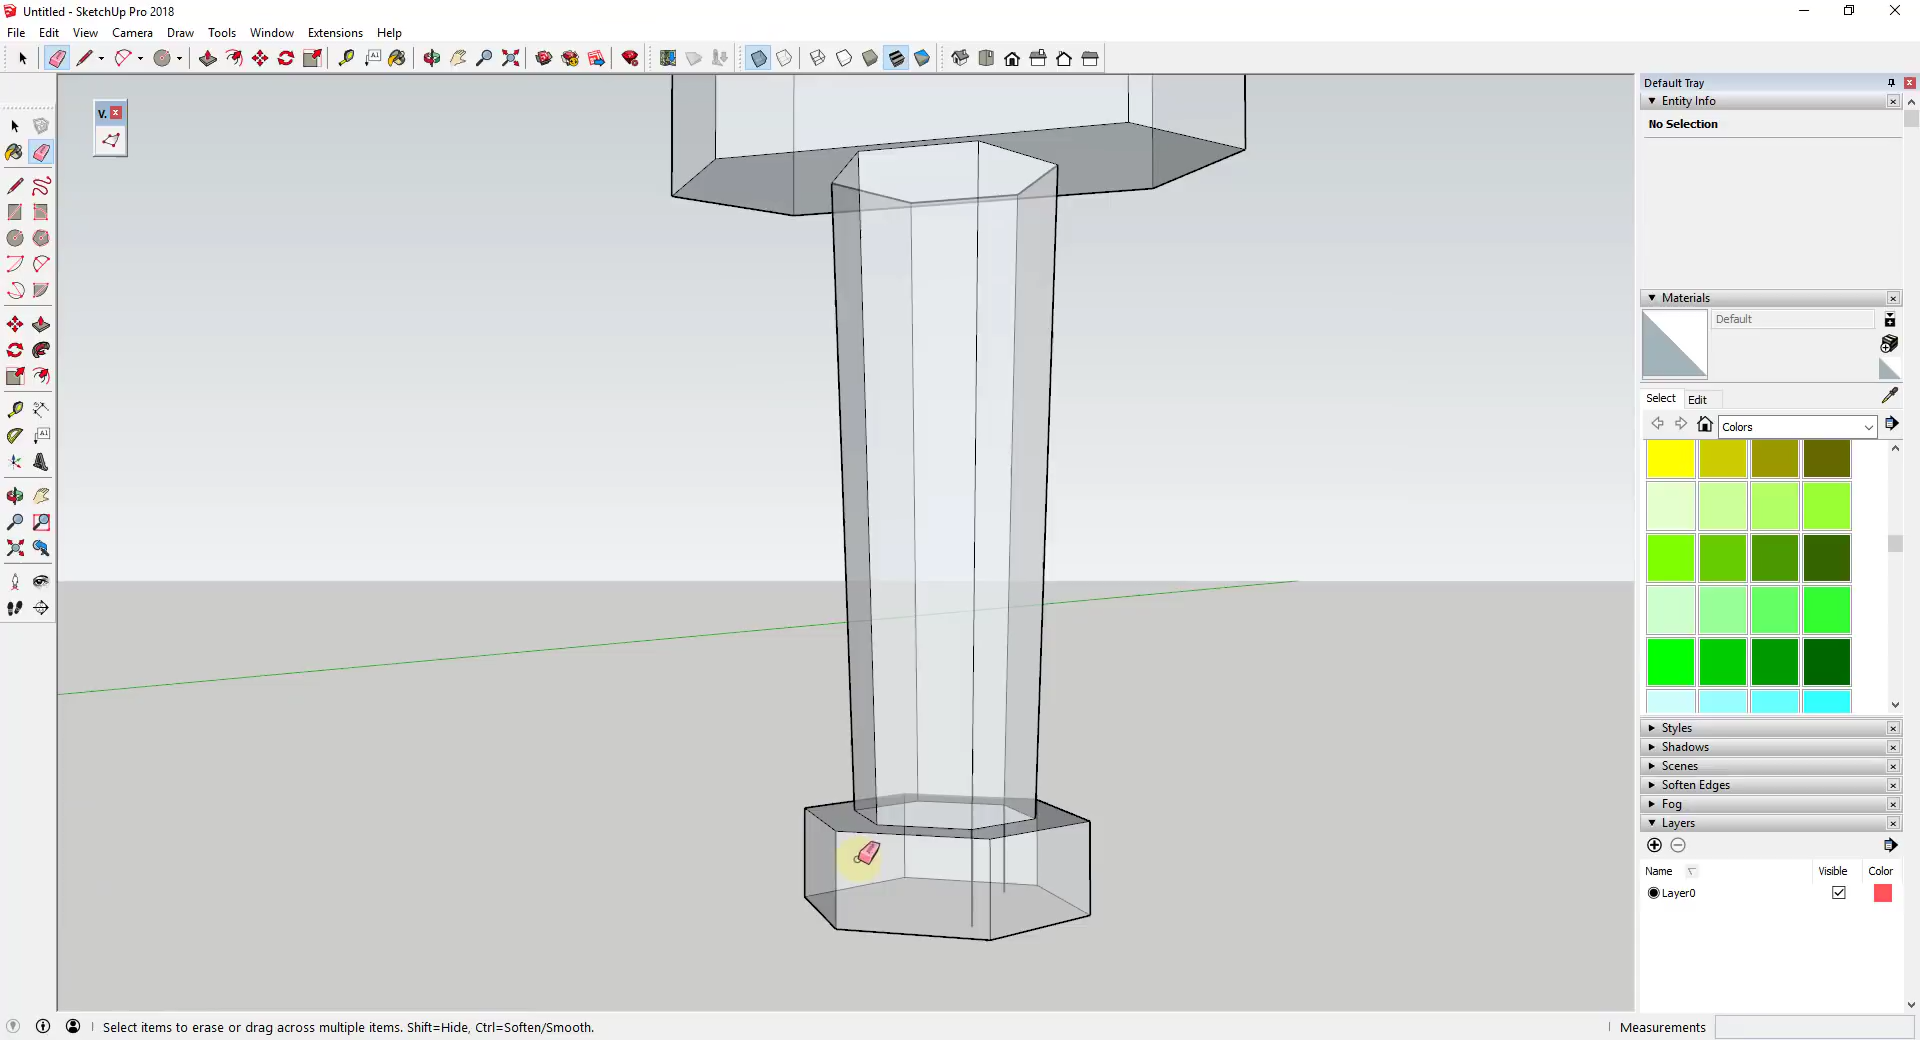 Untitled - SketchUp Pro 2018
File Edit View Camera Draw Tools Window Extensions Help
Default Tray
Entity Info
No Selection
V.
Materials
Default
Select Edit
Colors
Styles
Shadows
Scenes
Soften Edges
Fog
Layers
Name Visible Color
Layer0
Select items to erase or drag across multiple items. Shift=Hide, Ctrl=Soften/Smooth.
Measurements